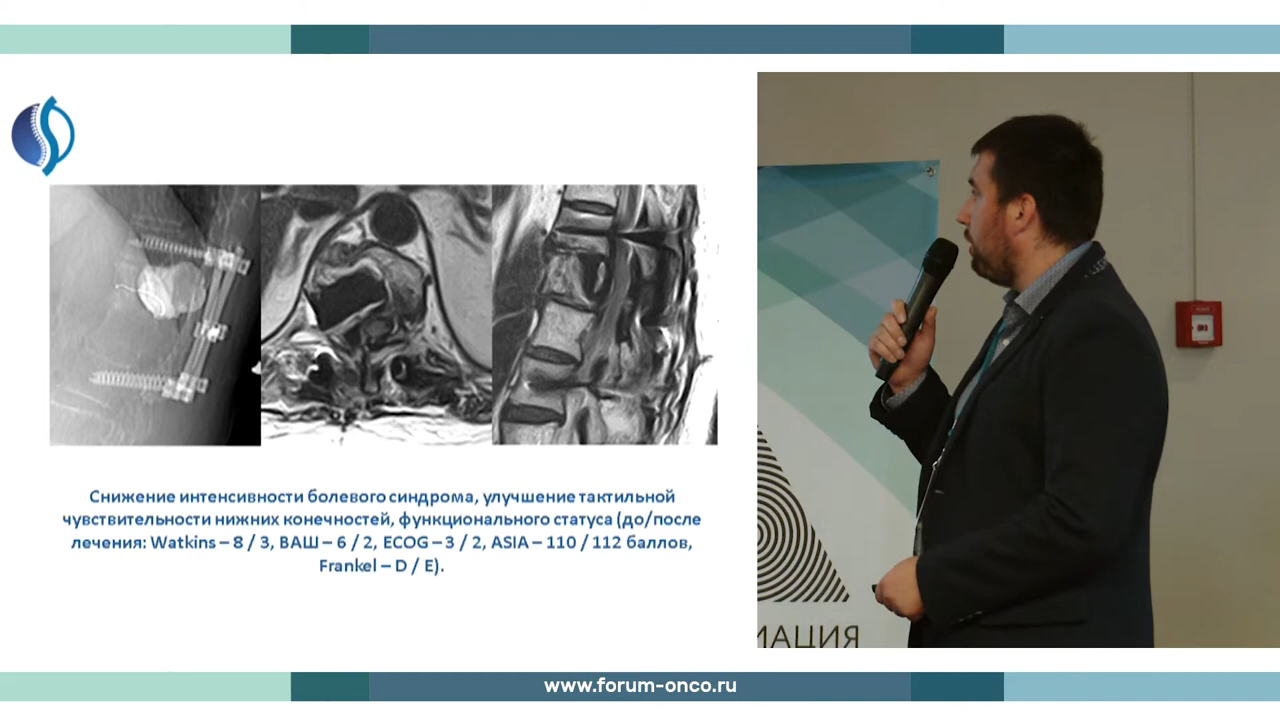 Снижение интенсивности болевого синдрома, улучшение тактильной
чувствительности нижних конечностей, функционального статуса (до/после
лечения: Watkins – 8 / 3, ВАШ – 6 / 2, ECOG – 3 / 2, ASIA – 110 / 112 баллов,
Frankel – D / E).
ИАЦИЯ
www.forum-onco.ru